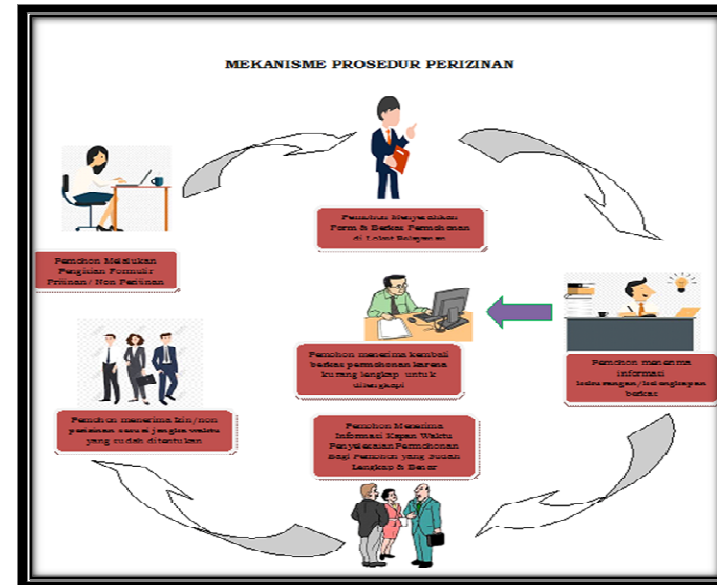 MEKANISME PROSEDUR PERIZINAN
Pemohon Menyerahkan
Form & Berkas Permohonan
di Loket Pelayanan
Pemohon Melakukan
Pengisian Formulir
Non Perizinan
Pemohon menerima kembali
berkas permohonan karena
kurang lengkap untuk
dilengkapi
Pemohon menerima
informasi
kekurangan/kelengkapan
berkas
Pemohon menerima Izin/non
perizinan sesuai jangka waktu
yang sudah ditentukan
Pemohon Menerima
Informasi Kapan Waktu
Penyelesaian Permohonan
Bagi Pemohon yang Sudah
Lengkap & Benar